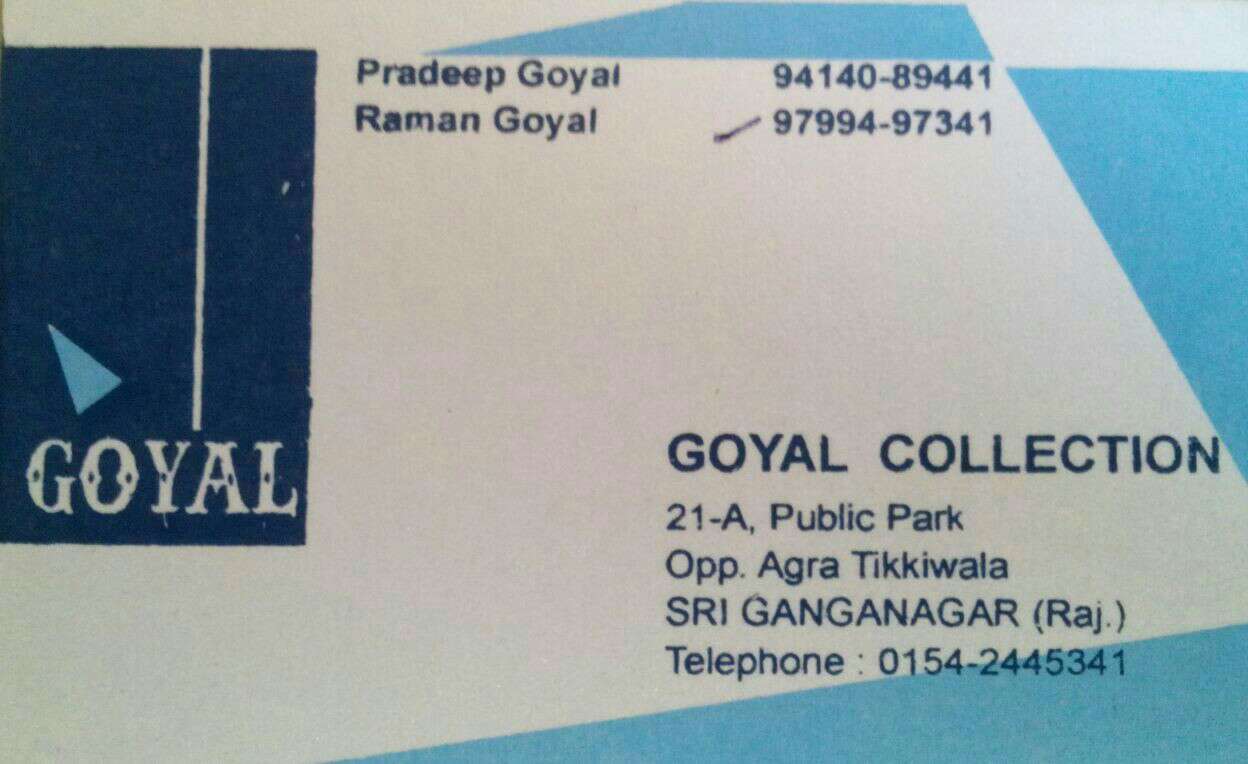 Pradeep Goyal 94140-89441
Raman Goyal 97994-97341
GOYAL
GOYAL COLLECTION
21-A, Public Park
Opp. Agra Tikkiwala
SRI GANGANAGAR (Raj.)
Telephone : 0154-2445341